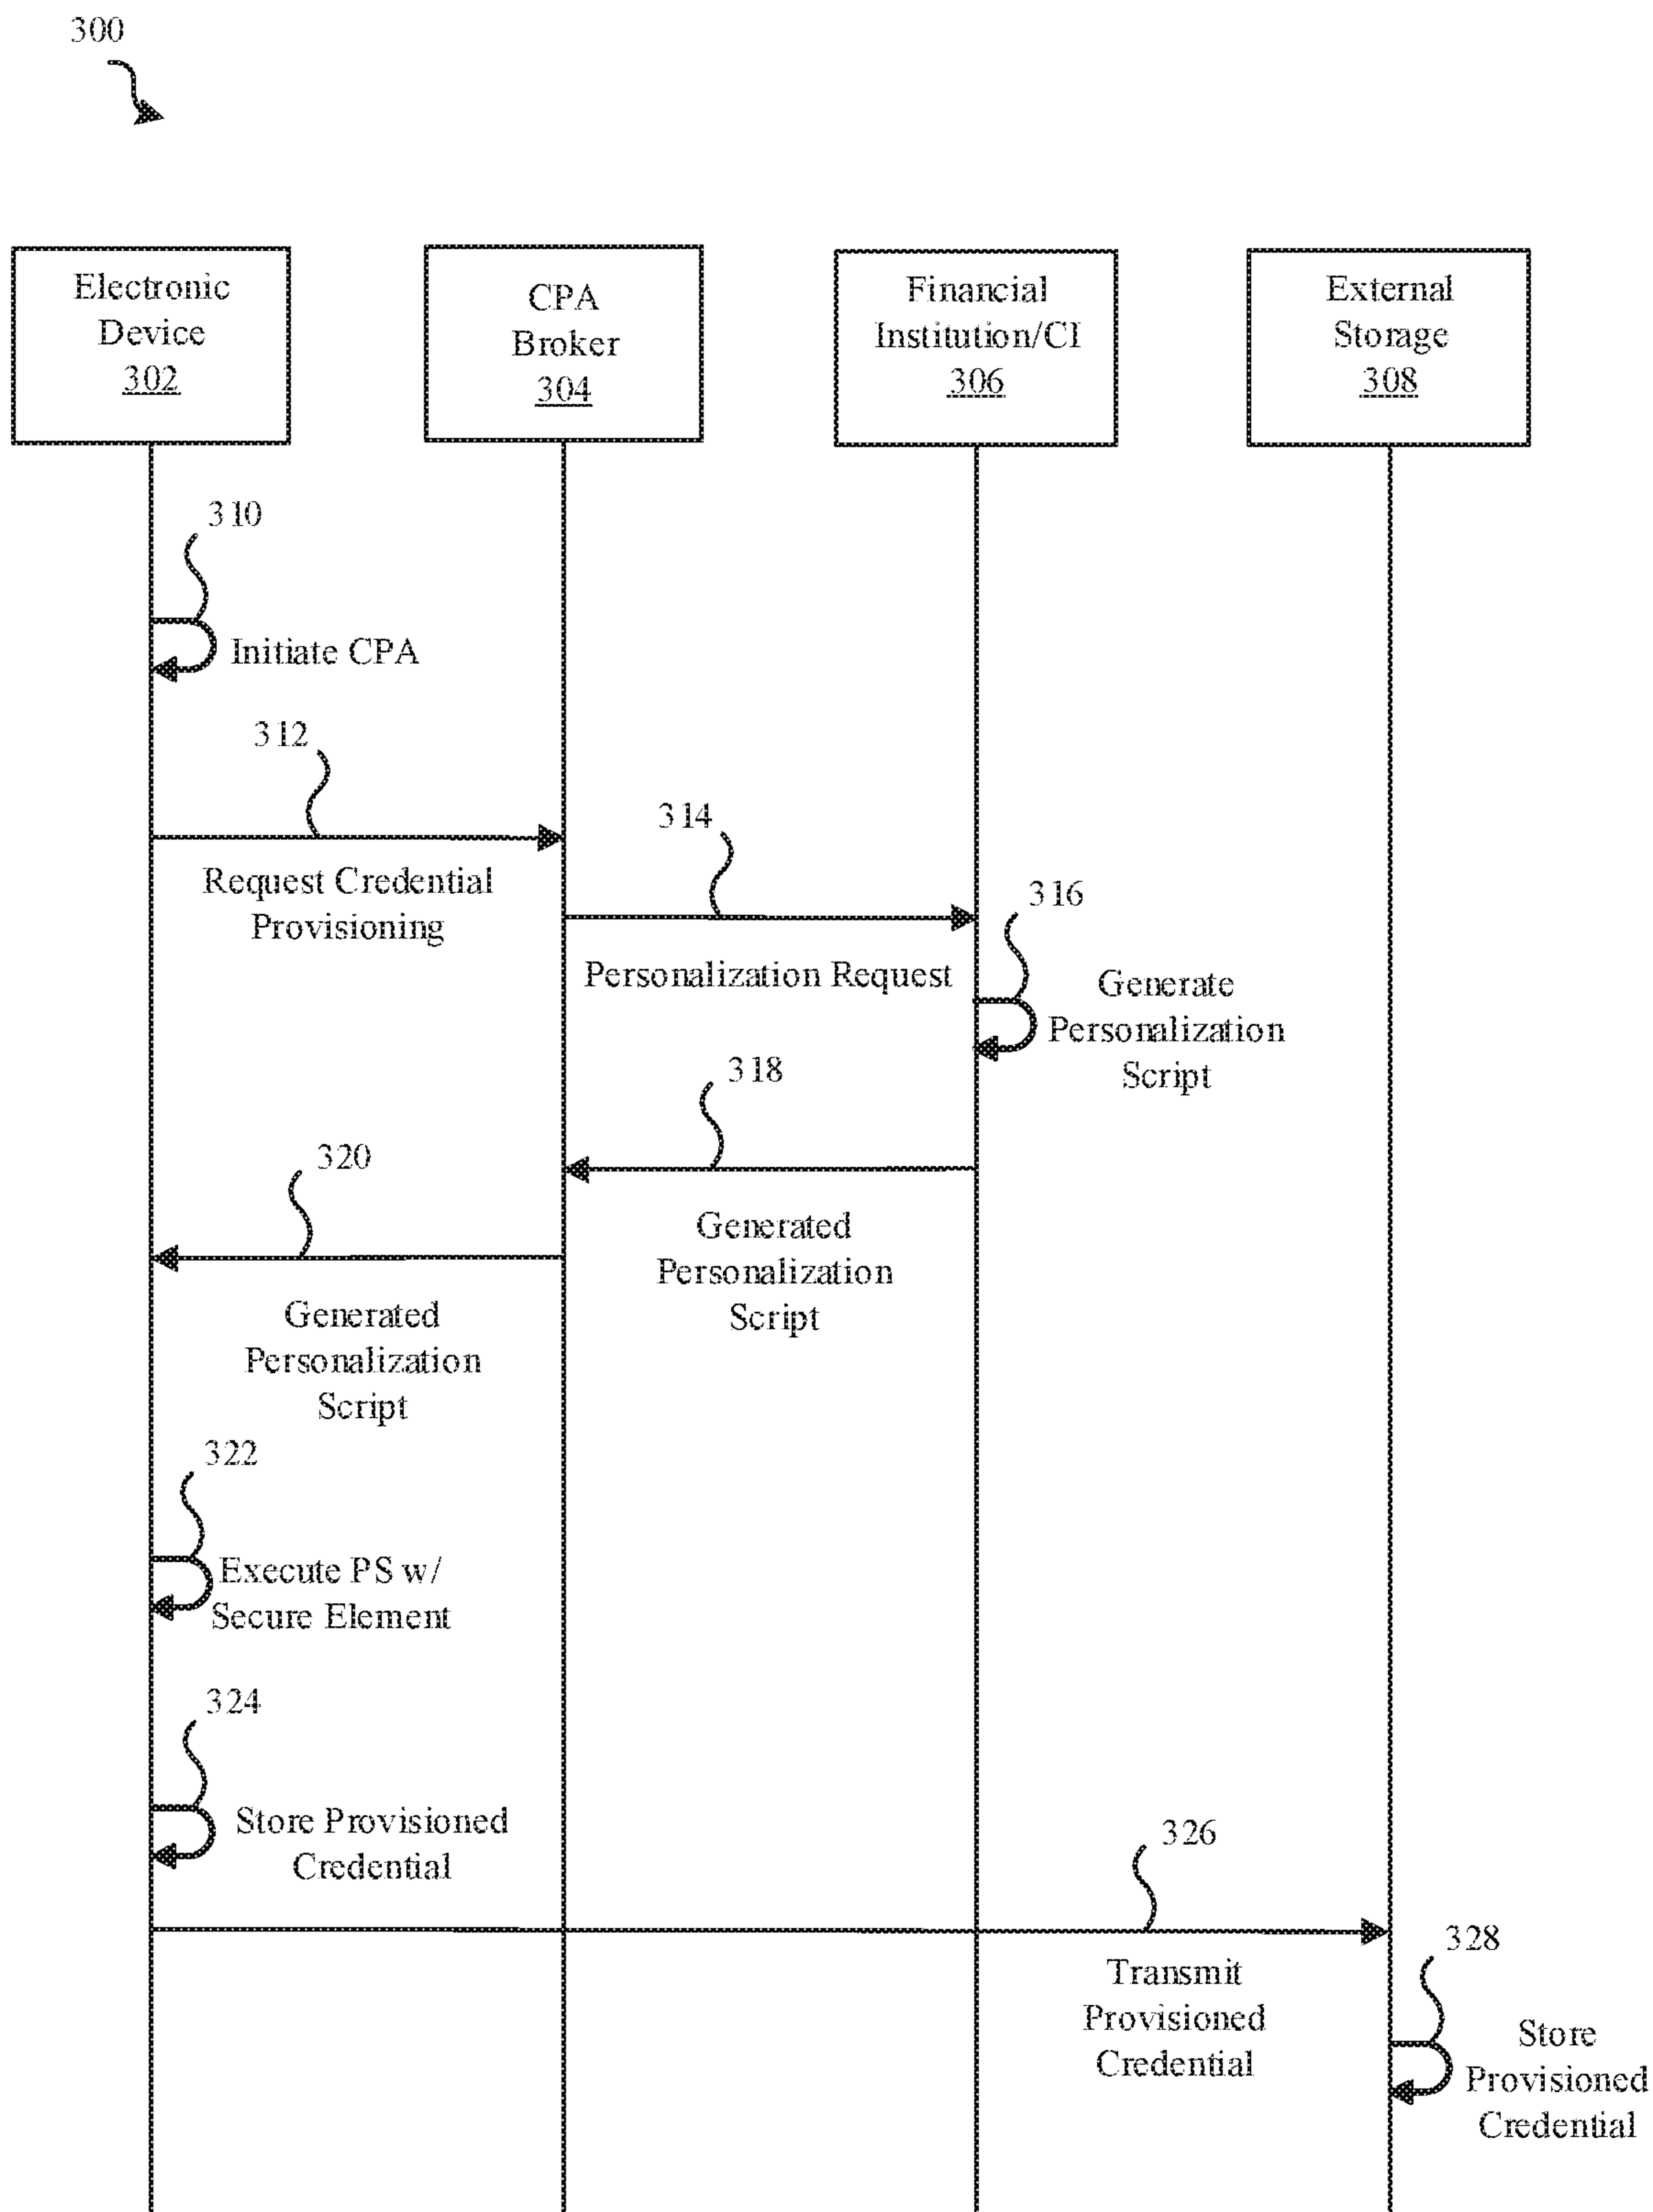 300
Electronic
Device
302
CPA
Broker
304
Financial
Institution/CI
306
External
Storage
308
310
Initiate CPA
312
Request Credential
Provisioning
314
Personalization Request
316
Generate
Personalization
Script
318
Generated
Personalization
Script
320
Generated
Personalization
Script
322
Execute PS w/
Secure Element
324
Store Provisioned
Credential
326
Transmit
Provisioned
Credential
328
Store
Provisioned
Credential